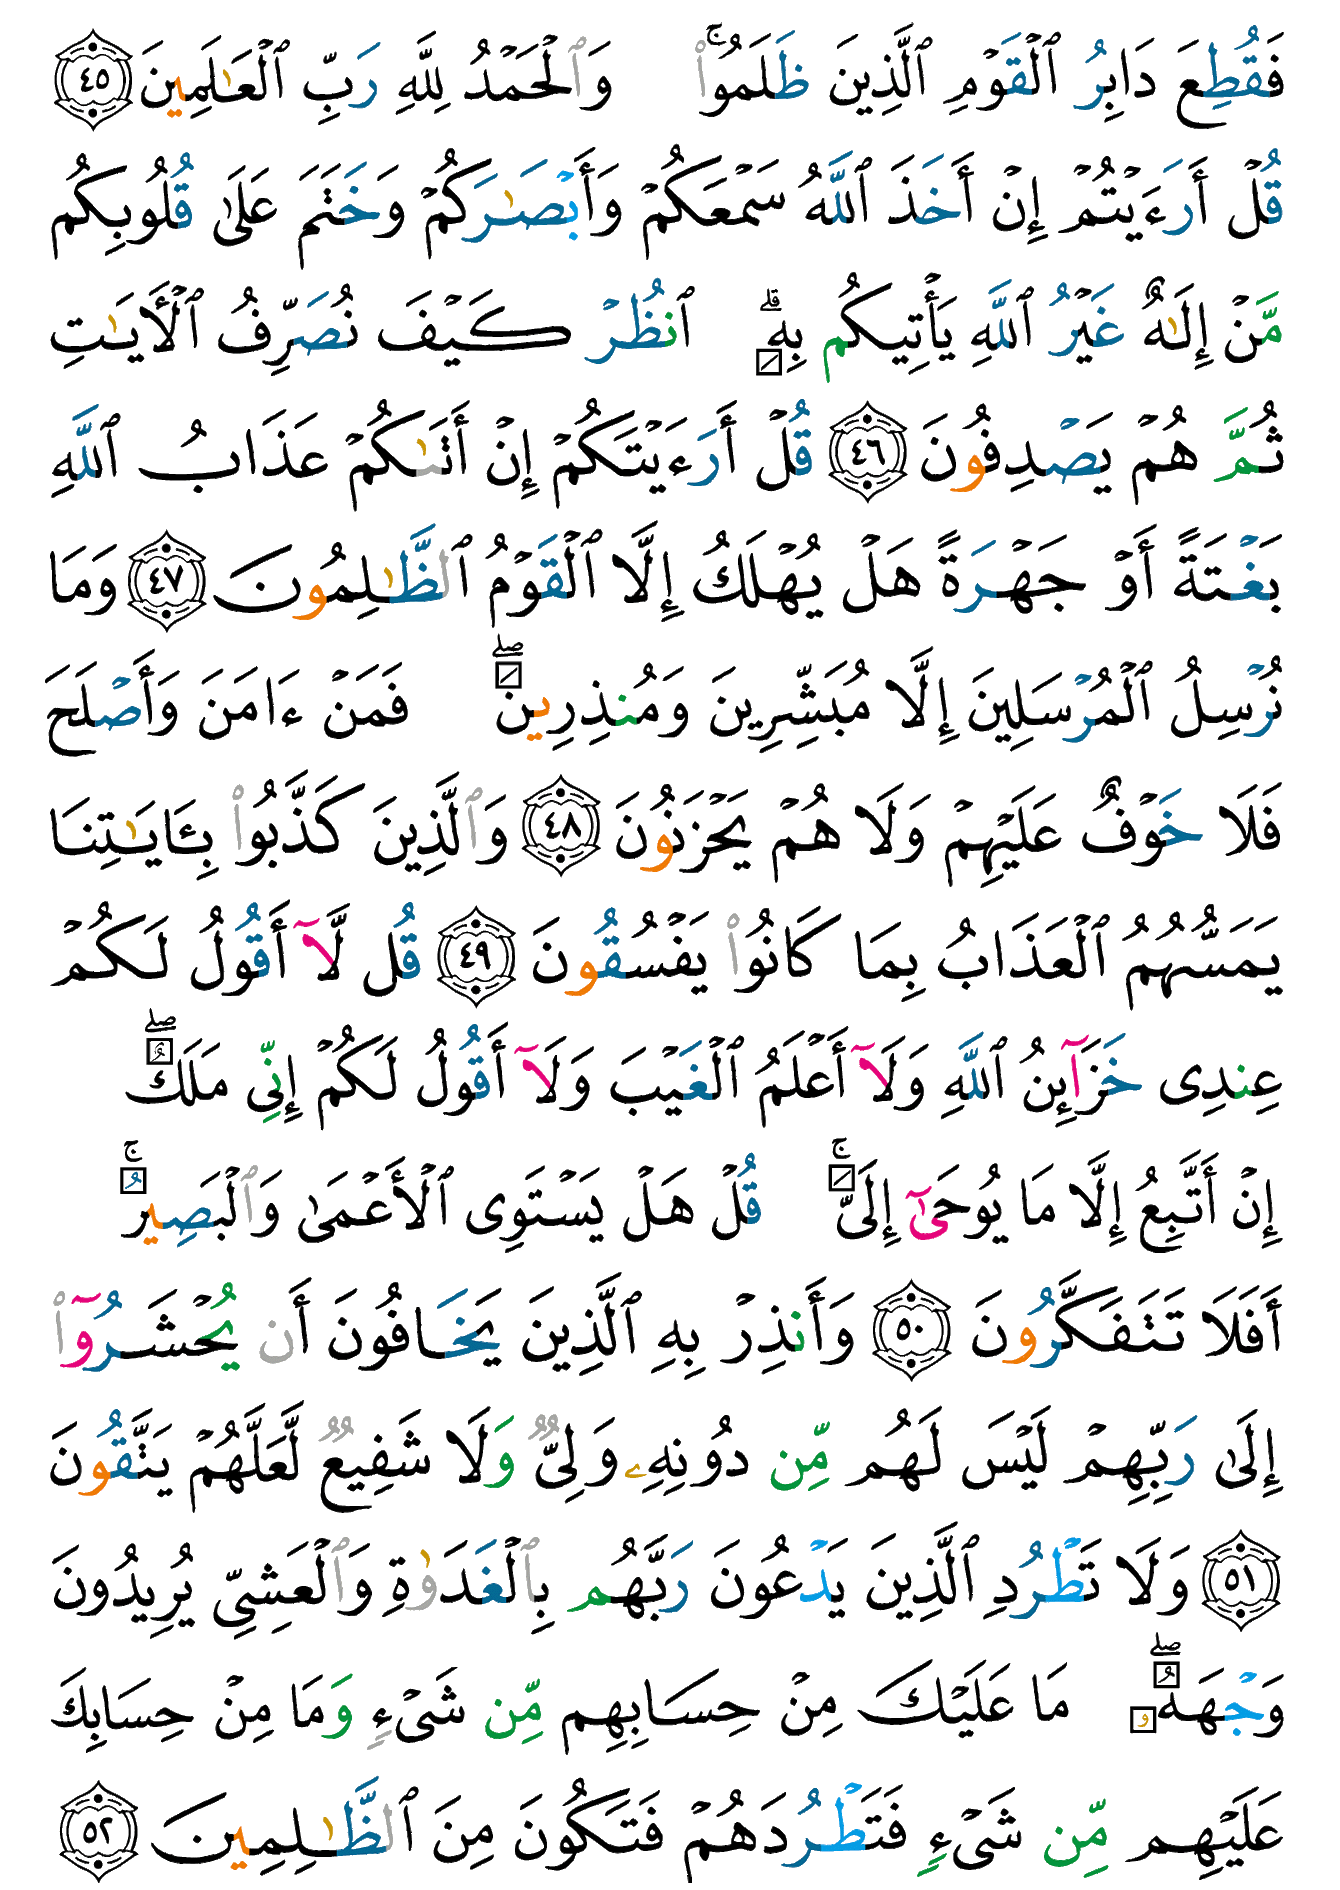 فَقُطِعَ دَابِرُ ٱلْقَوْمِ ٱلَّذِينَ ظَلَمُوا۟ ۚ وَٱلْحَمْدُ لِلَّهِ رَبِّ ٱلْعَـٰلَمِينَ ٤٥
قُلْ أَرَءَيْتُمْ إِنْ أَخَذَ ٱللَّهُ سَمْعَكُمْ وَأَبْصَـٰرَكُمْ وَخَتَمَ عَلَىٰ قُلُوبِكُم
مَّنْ إِلَـٰهٌ غَيْرُ ٱللَّهِ يَأْتِيكُم بِهِ ۗ ٱنظُرْ كَيْفَ نُصَرِّفُ ٱلْـَٔايَـٰتِ
ثُمَّ هُمْ يَصْدِفُونَ ٤٦ قُلْ أَرَءَيْتَكُمْ إِنْ أَتَىٰكُمْ عَذَابُ ٱللَّهِ
بَغْتَةً أَوْ جَهْرَةً هَلْ يُهْلَكُ إِلَّا ٱلْقَوْمُ ٱلظَّـٰلِمُونَ ٤٧ وَمَا
نُرْسِلُ ٱلْمُرْسَلِينَ إِلَّا مُبَشِّرِينَ وَمُنذِرِينَ ۖ فَمَنْ ءَامَنَ وَأَصْلَحَ
فَلَا خَوْفٌ عَلَيْهِمْ وَلَا هُمْ يَحْزَنُونَ ٤٨ وَٱلَّذِينَ كَذَّبُوا۟ بِـَٔايَـٰتِنَا
يَمَسُّهُمُ ٱلْعَذَابُ بِمَا كَانُوا۟ يَفْسُقُونَ ٤٩ قُل لَّآ أَقُولُ لَكُمْ
عِندِى خَزَآئِنُ ٱللَّهِ وَلَآ أَعْلَمُ ٱلْغَيْبَ وَلَآ أَقُولُ لَكُمْ إِنِّى مَلَكٌ ۖ
إِنْ أَتَّبِعُ إِلَّا مَا يُوحَىٰٓ إِلَىَّ ۚ قُلْ هَلْ يَسْتَوِى ٱلْأَعْمَىٰ وَٱلْبَصِيرُ ۚ
أَفَلَا تَتَفَكَّرُونَ ٥٠ وَأَنذِرْ بِهِ ٱلَّذِينَ يَخَافُونَ أَن يُحْشَرُوٓا۟
إِلَىٰ رَبِّهِمْ لَيْسَ لَهُم مِّن دُونِهِۦ وَلِىٌّ وَلَا شَفِيعٌ لَّعَلَّهُمْ يَتَّقُونَ
٥١ وَلَا تَطْرُدِ ٱلَّذِينَ يَدْعُونَ رَبَّهُم بِٱلْغَدَوٰةِ وَٱلْعَشِىِّ يُرِيدُونَ
وَجْهَهُۥ ۖ مَا عَلَيْكَ مِنْ حِسَابِهِم مِّن شَىْءٍ وَمَا مِنْ حِسَابِكَ
عَلَيْهِم مِّن شَىْءٍ فَتَطْرُدَهُمْ فَتَكُونَ مِنَ ٱلظَّـٰلِمِينَ ٥٢